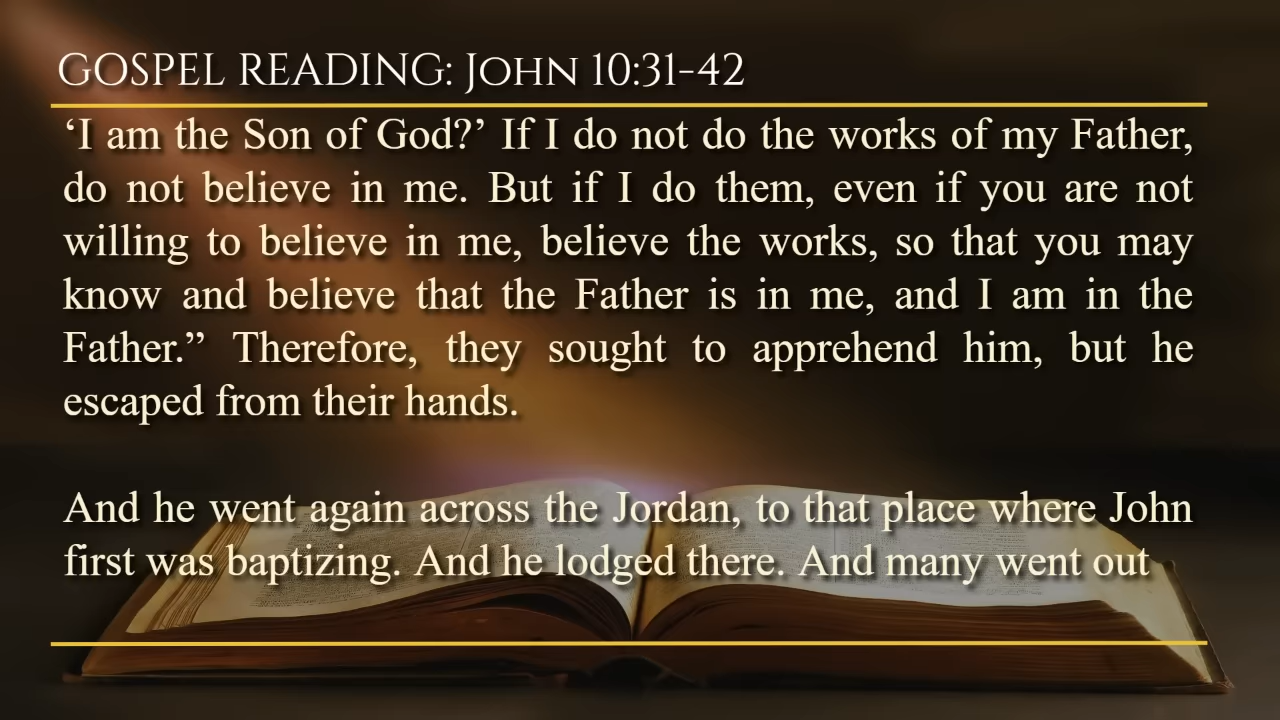 GOSPEL READING: JOHN 10:31-42
‘I am the Son of God?’ If I do not do the works of my Father,
do not believe in me. But if I do them, even if you are not
willing to believe in me, believe the works, so that you may
know and believe that the Father is in me, and I am in the
Father.” Therefore, they sought to apprehend him, but he
escaped from their hands.
And he went again across the Jordan, to that place where John
first was baptizing. And he lodged there. And many went out